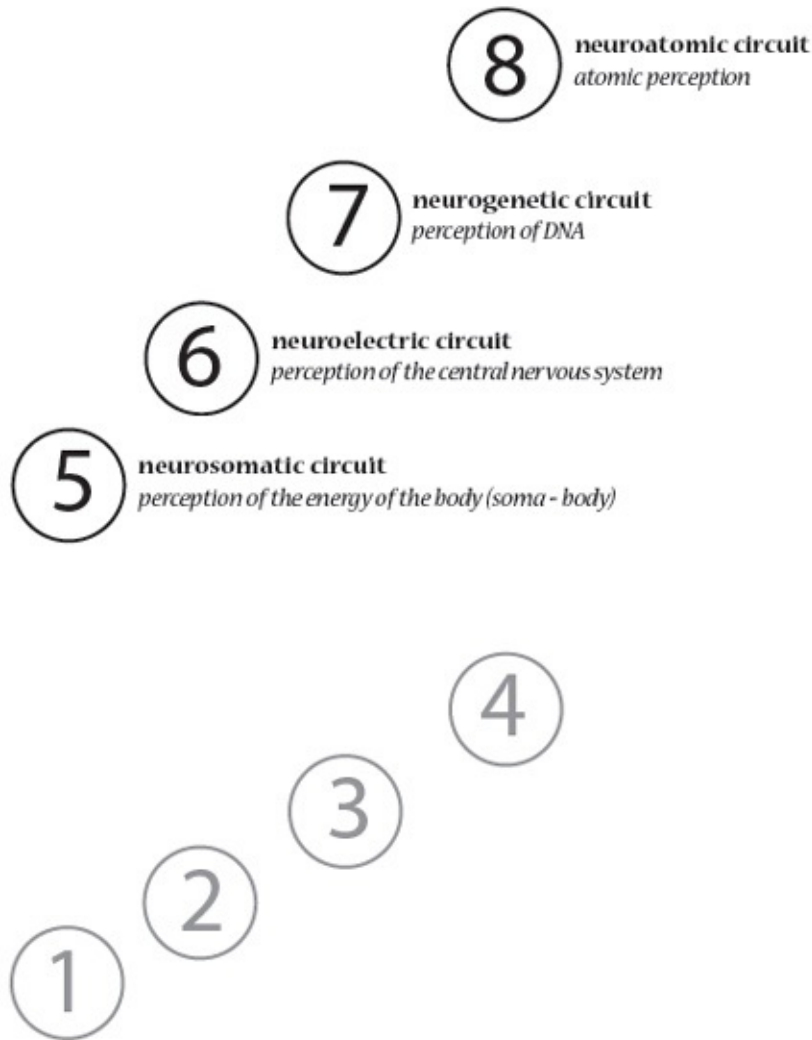 8
neuroatomic circuit
atomic perception
7
neurogenetic circuit
perception of DNA
6
neuroelectric circuit
perception of the central nervous system
5
neurosomatic circuit
perception of the energy of the body (soma - body)
4
3
2
1